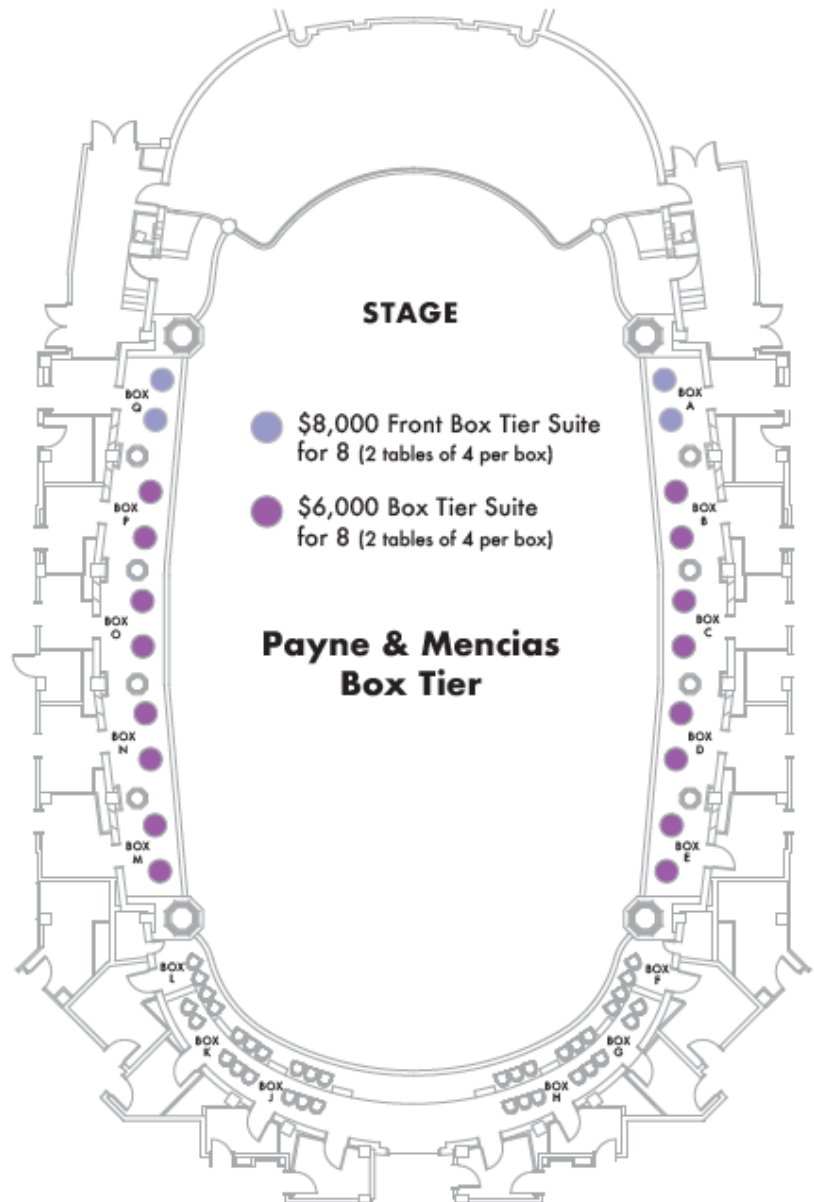 STAGE
$8,000 Front Box Tier Suite
for 8 (2 tables of 4 per box)
$6,000 Box Tier Suite
for 8 (2 tables of 4 per box)
Payne & Mencias
Box Tier
BOX
Q
BOX
A
BOX
P
BOX
B
BOX
O
BOX
C
BOX
N
BOX
D
BOX
M
BOX
E
BOX
L
BOX
F
BOX
K
BOX
G
BOX
J
BOX
H